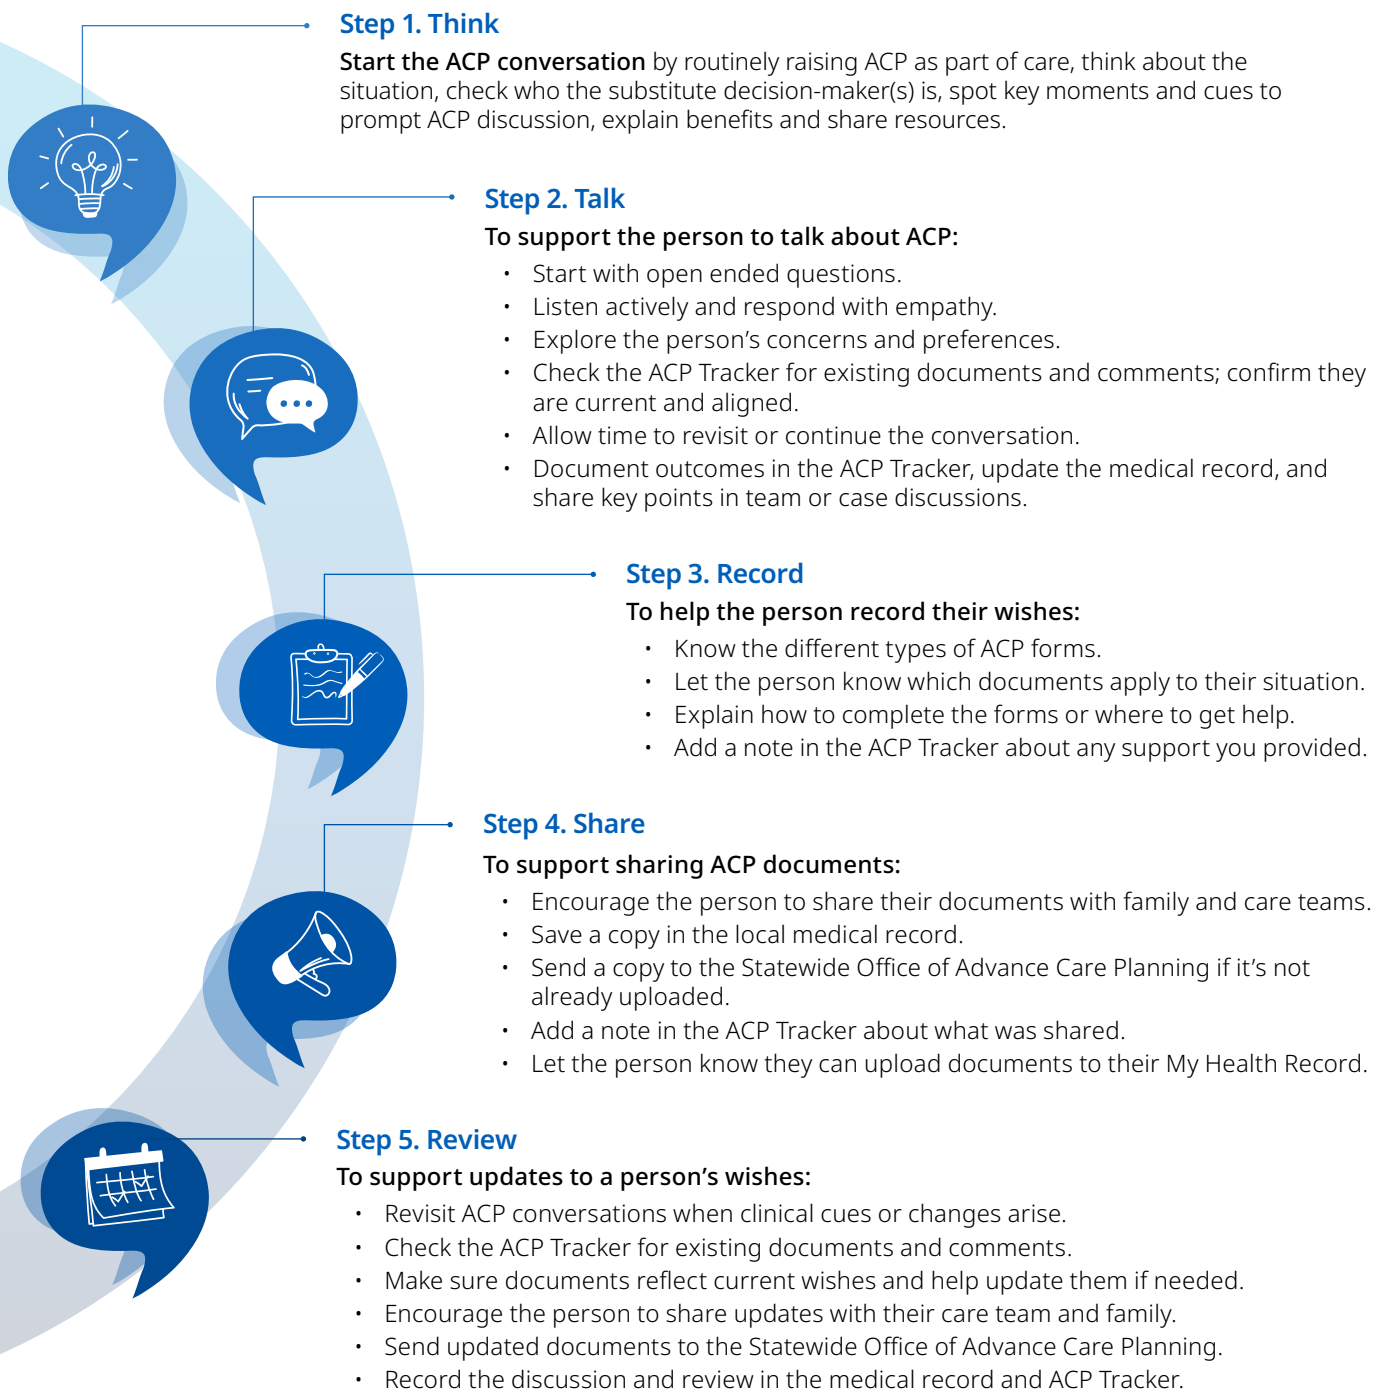 Step 1. Think
Start the ACP conversation by routinely raising ACP as part of care, think about the
situation, check who the substitute decision-maker(s) is, spot key moments and cues to
prompt ACP discussion, explain benefits and share resources.
Step 2. Talk
To support the person to talk about ACP:
• Start with open ended questions.
• Listen actively and respond with empathy.
• Explore the person’s concerns and preferences.
• Check the ACP Tracker for existing documents and comments; confirm they
are current and aligned.
• Allow time to revisit or continue the conversation.
• Document outcomes in the ACP Tracker, update the medical record, and
share key points in team or case discussions.
Step 3. Record
To help the person record their wishes:
• Know the different types of ACP forms.
• Let the person know which documents apply to their situation.
• Explain how to complete the forms or where to get help.
• Add a note in the ACP Tracker about any support you provided.
Step 4. Share
To support sharing ACP documents:
• Encourage the person to share their documents with family and care teams.
• Save a copy in the local medical record.
• Send a copy to the Statewide Office of Advance Care Planning if it’s not
already uploaded.
• Add a note in the ACP Tracker about what was shared.
• Let the person know they can upload documents to their My Health Record.
Step 5. Review
To support updates to a person’s wishes:
• Revisit ACP conversations when clinical cues or changes arise.
• Check the ACP Tracker for existing documents and comments.
• Make sure documents reflect current wishes and help update them if needed.
• Encourage the person to share updates with their care team and family.
• Send updated documents to the Statewide Office of Advance Care Planning.
• Record the discussion and review in the medical record and ACP Tracker.